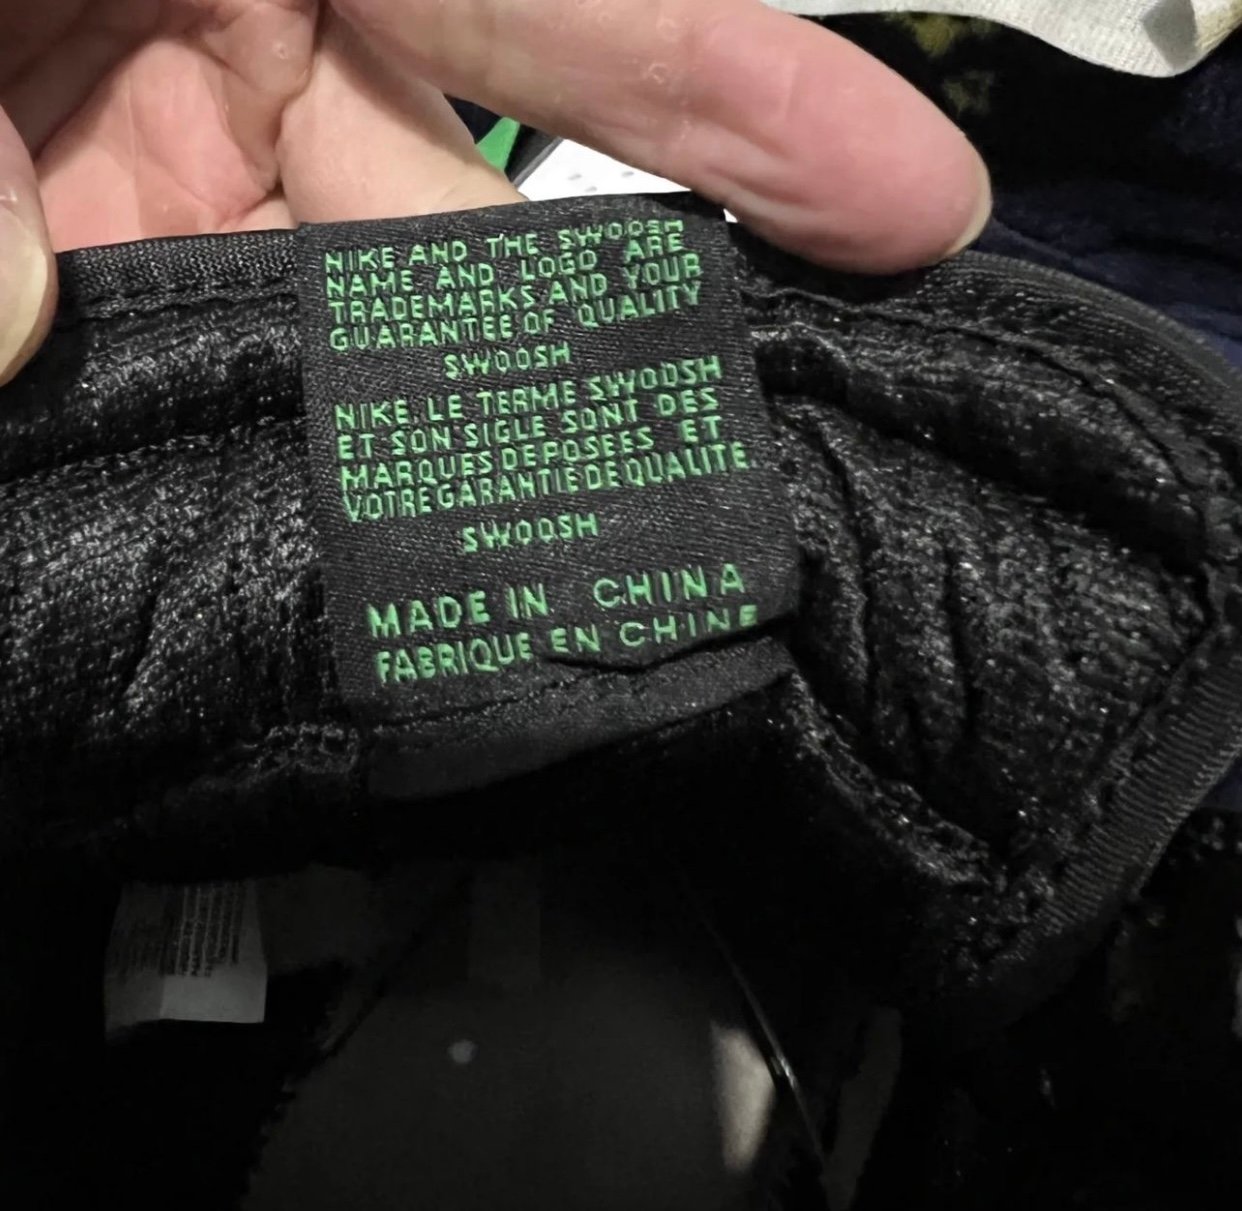 NIKE AND THE SWOOSH
NAME AND LOGO ARE
TRADEMARKS AND YOUR
GUARANTEE OF QUALITY
SWOOSH
NIKE, LE TERME SWOOSH
ET SON SIGLE SONT DES
MARQUES DEPOSEES ET
VOTRE GARANTIE DE QUALITE
SWOOSH
MADE IN CHINA
FABRIQUE EN CHINE